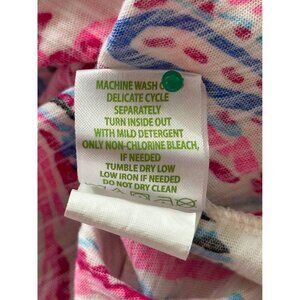 MACHINE WASH
DELICATE CYCLE
SEPARATELY
TURN INSIDE OUT
WITH MILD DETERGENT
ONLY NON-CHLORINE BLEACH,
IF NEEDED
TUMBLE DRY LOW
LOW IRON IF NEEDED
DO NOT DRY CLEAN